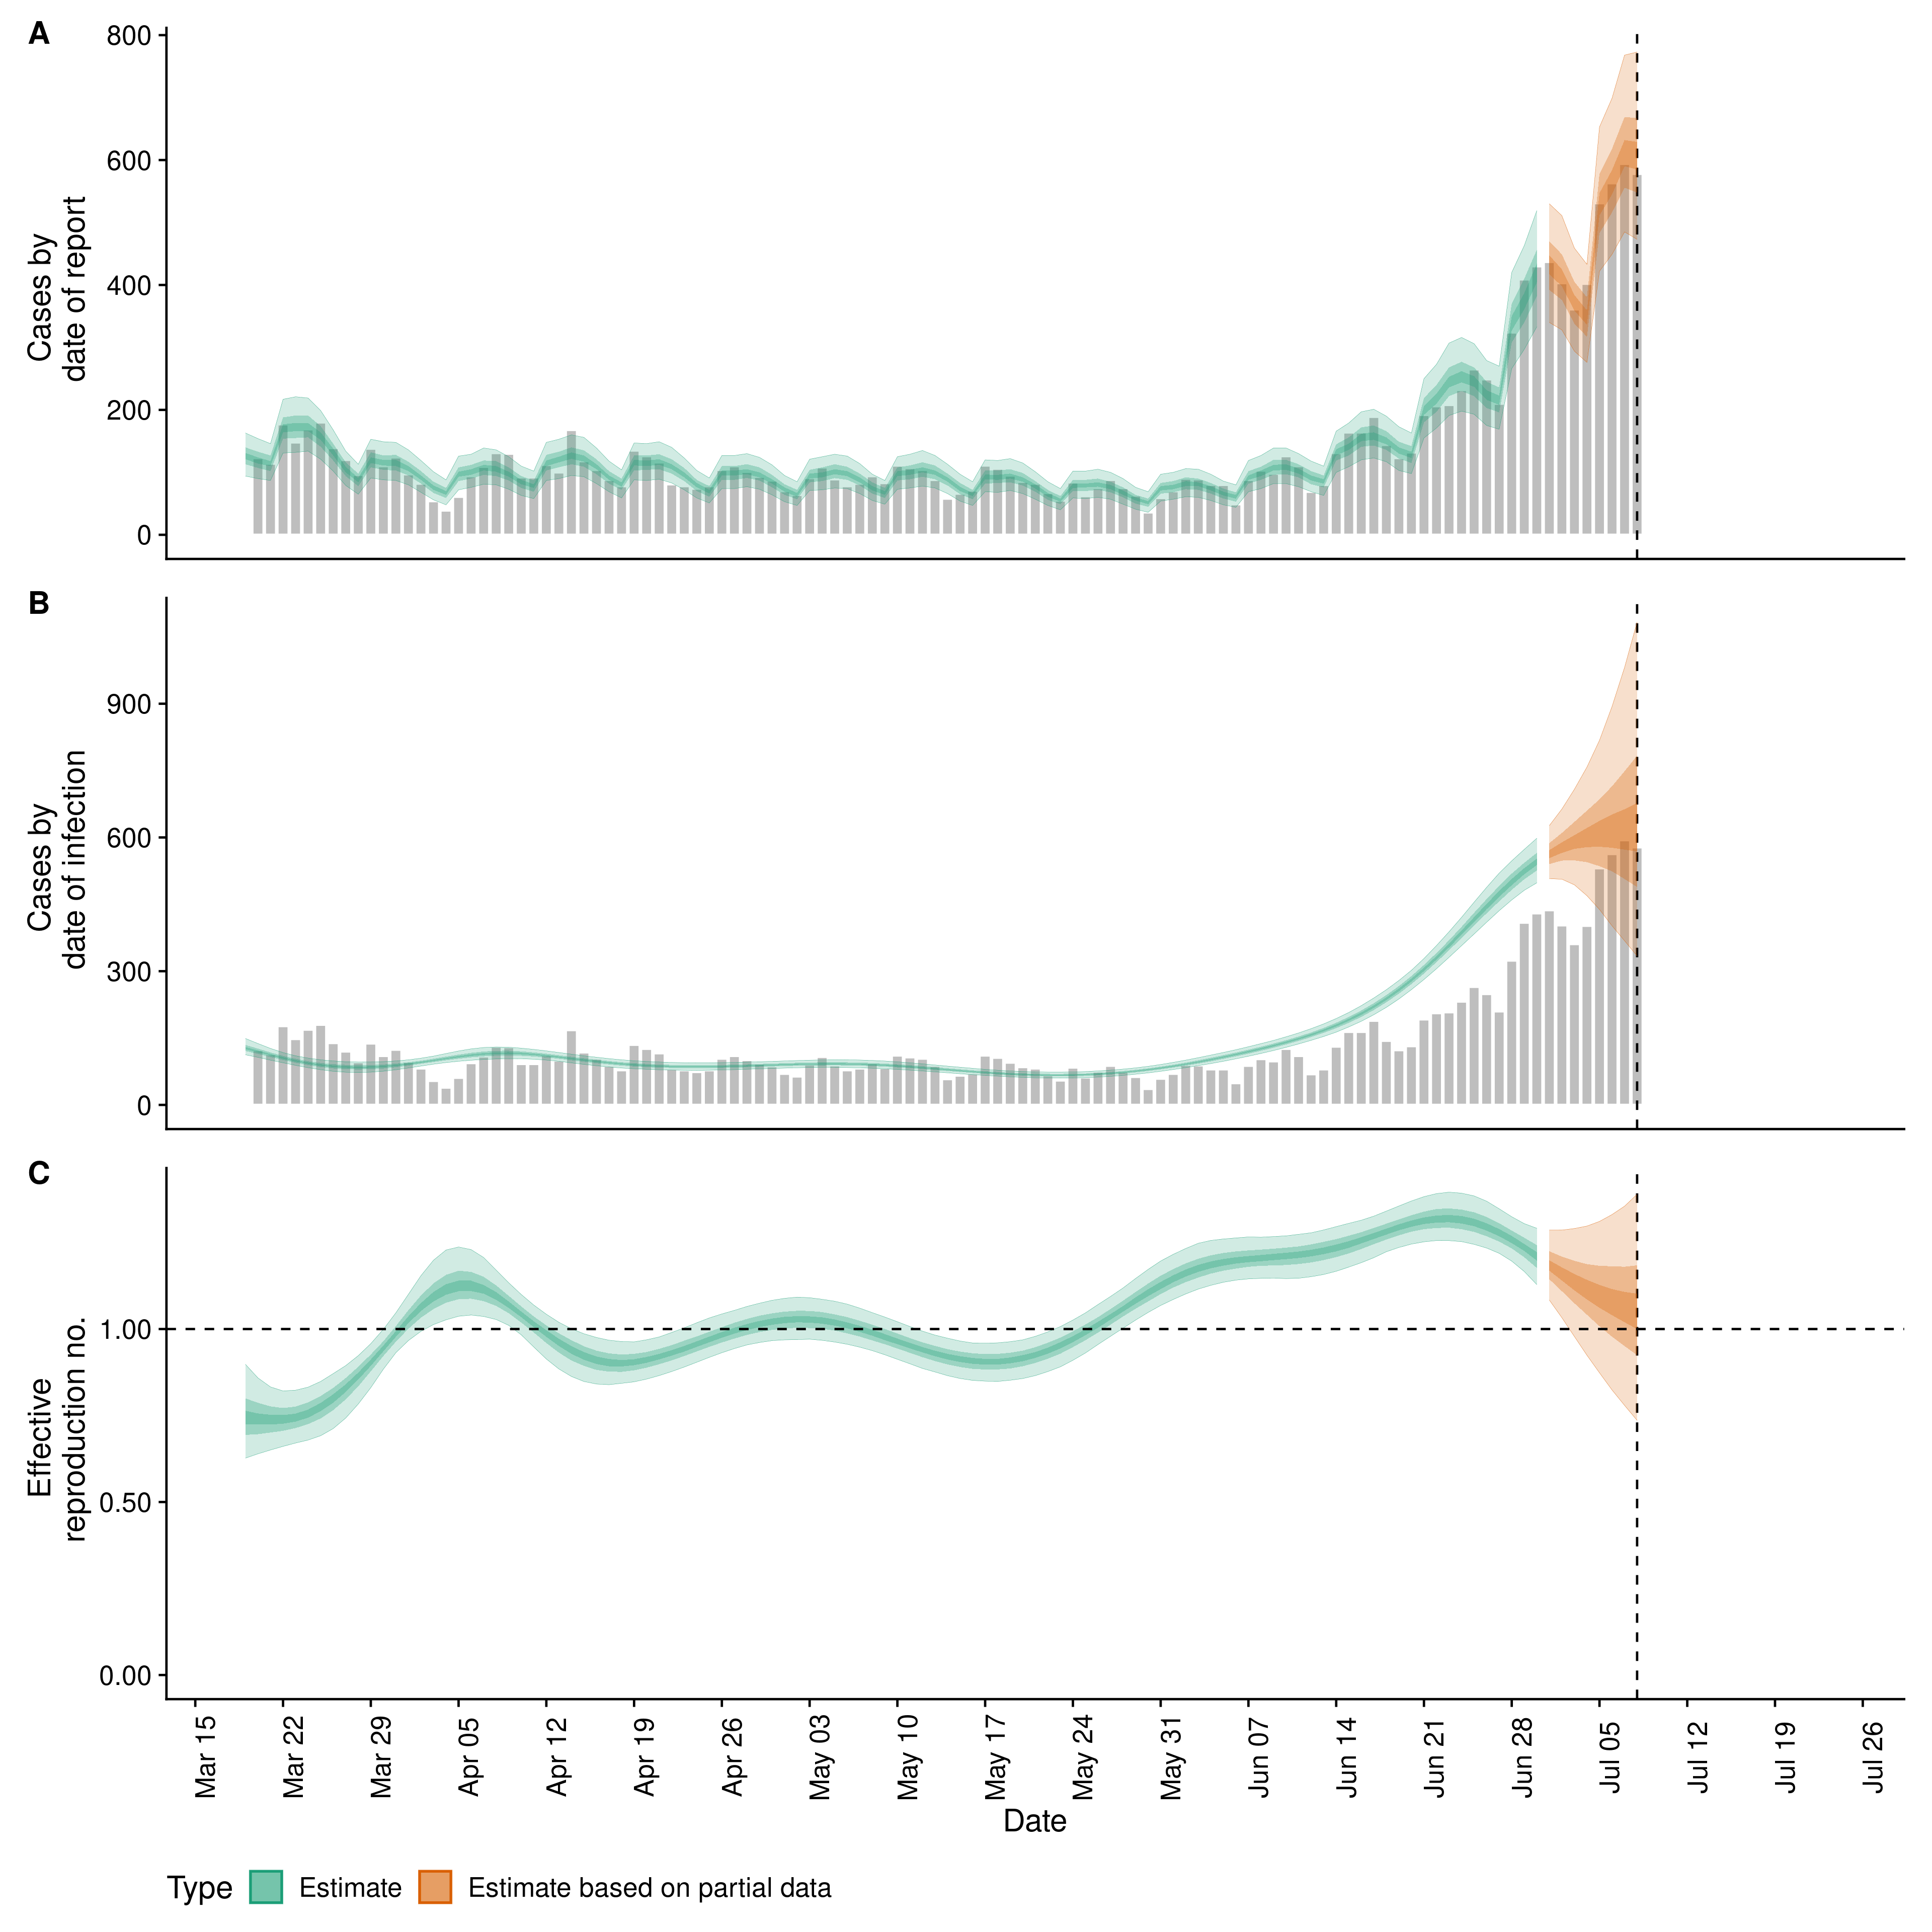 A
Cases by
date of report
800
600
400
200
0
B
Cases by
date of infection
900
600
300
0
C
Effective
reproduction no.
1.00
0.50
0.00
Mar 15
Mar 22
Mar 29
Apr 05
Apr 12
Apr 19
Apr 26
May 03
May 10
May 17
May 24
May 31
Jun 07
Jun 14
Jun 21
Jun 28
Jul 05
Jul 12
Jul 19
Jul 26
Date
Type Estimate Estimate based on partial data